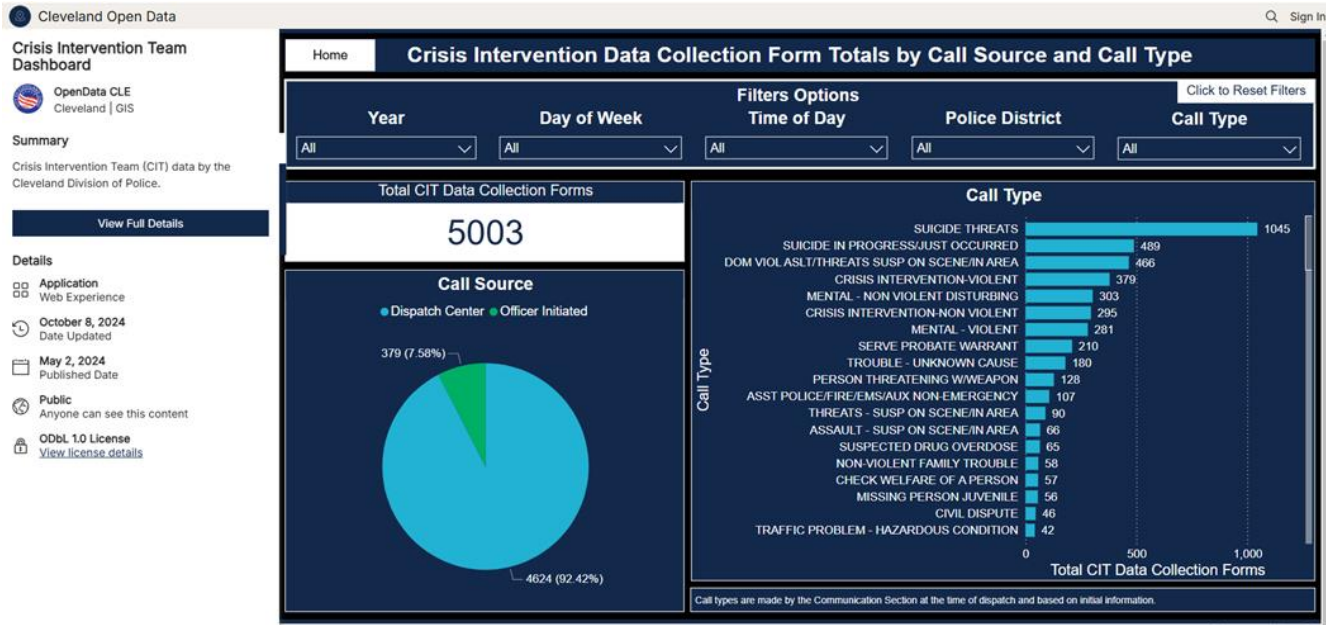 Cleveland Open Data
Sign In
Crisis Intervention Team
Dashboard
OpenData CLE
Cleveland | GIS
Summary
Crisis Intervention Team (CIT) data by the
Cleveland Division of Police.
View Full Details
Details
Application
Web Experience
October 8, 2024
Date Updated
May 2, 2024
Published Date
Public
Anyone can see this content
ODbL 1.0 License
View license details
Home
Crisis Intervention Data Collection Form Totals by Call Source and Call Type
Filters Options
Click to Reset Filters
Year
Day of Week
Time of Day
Police District
Call Type
All
All
All
All
All
Total CIT Data Collection Forms
5003
Call Source
Dispatch Center
Officer Initiated
379 (7.58%)
4624 (92.42%)
Call Type
Call Type
SUICIDE THREATS 1045
SUICIDE IN PROGRESS/JUST OCCURRED 489
DOM VIOL ASLT/THREATS SUSP ON SCENE/IN AREA 466
CRISIS INTERVENTION-VIOLENT 379
MENTAL - NON VIOLENT DISTURBING 303
CRISIS INTERVENTION-NON VIOLENT 295
MENTAL - VIOLENT 281
SERVE PROBATE WARRANT 210
TROUBLE - UNKNOWN CAUSE 180
PERSON THREATENING W/WEAPON 128
ASST POLICE/FIRE/EMS/AUX NON-EMERGENCY 107
THREATS - SUSP ON SCENE/IN AREA 90
ASSAULT - SUSP ON SCENE/IN AREA 66
SUSPECTED DRUG OVERDOSE 65
NON-VIOLENT FAMILY TROUBLE 58
CHECK WELFARE OF A PERSON 57
MISSING PERSON JUVENILE 56
CIVIL DISPUTE 46
TRAFFIC PROBLEM - HAZARDOUS CONDITION 42
0 500 1,000
Total CIT Data Collection Forms
Call types are made by the Communication Section at the time of dispatch and based on initial information.